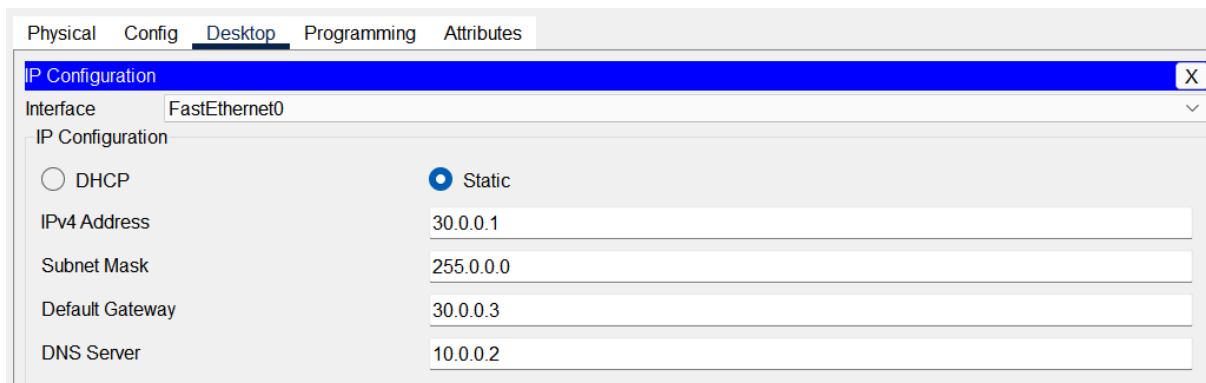 Physical Config Desktop Programming Attributes
IP Configuration X
Interface FastEthernet0
IP Configuration
DHCP Static
IPv4 Address 30.0.0.1
Subnet Mask 255.0.0.0
Default Gateway 30.0.0.3
DNS Server 10.0.0.2